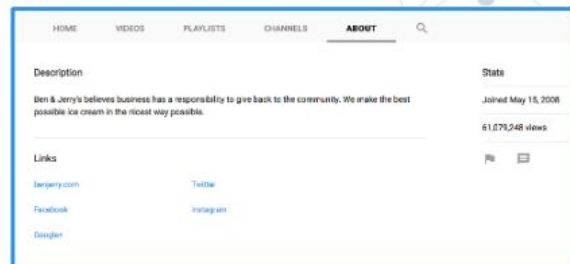 HOME VIDEOS PLAYLISTS CHANNELS ABOUT
Description
Ben & Jerry's believes business has a responsibility to give back to the community. We make the best
possible ice cream in the nicest way possible.
Links
benjerry.com Twitter
Facebook Instagram
Google+
Stats
Joined May 15, 2008
61,079,248 views